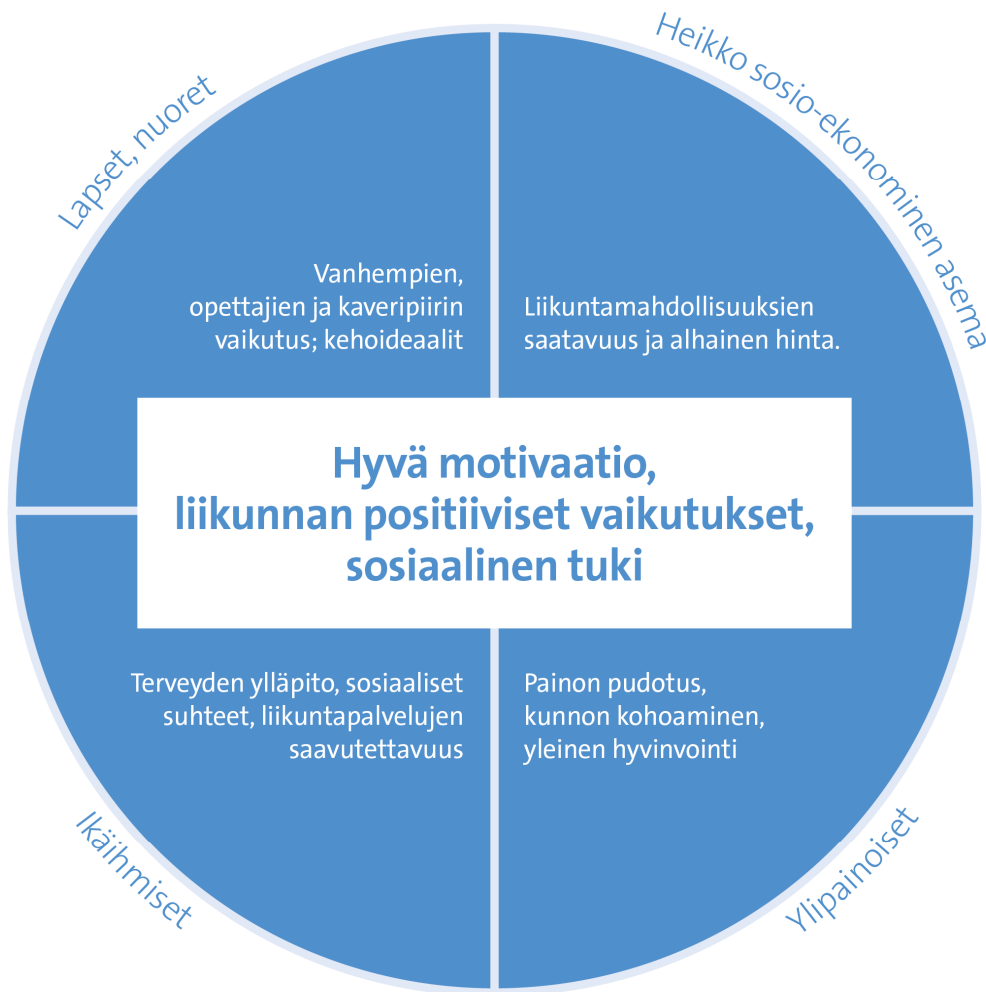 Lapset, nuoret
Heikko sosio-ekonominen asema
Vanhempien,
opettajien ja kaveripiirin
vaikutus; kehoideaalit
Liikuntamahdollisuuksien
saatavuus ja alhainen hinta.
Hyvä motivaatio,
liikunnan positiiviset vaikutukset,
sosiaalinen tuki
Terveyden ylläpito, sosiaaliset
suhteet, liikuntapalvelujen
saavutettavuus
Painon pudotus,
kunnon kohoaminen,
yleinen hyvinvointi
Ikäihmiset
Ylipainoiset